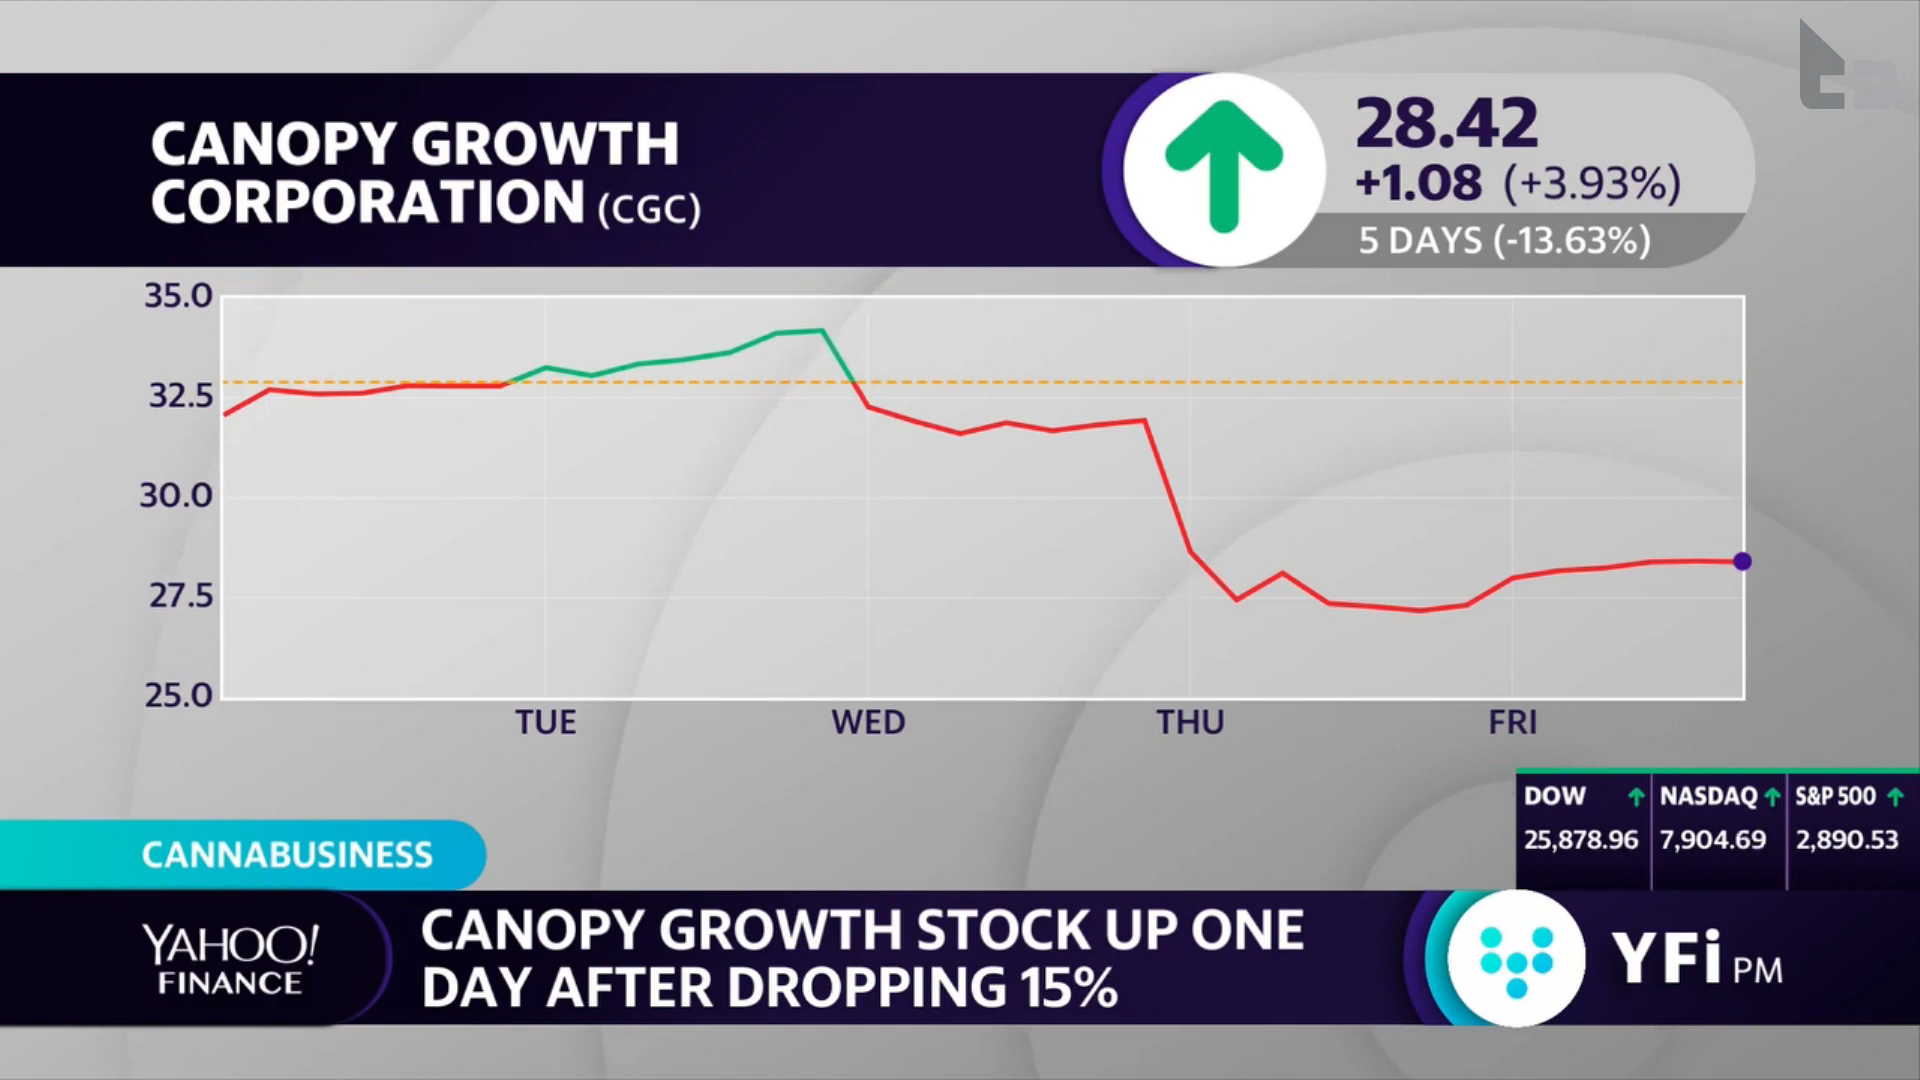 CANOPY GROWTH
CORPORATION (CGC)
28.42
+1.08 (+3.93%)
5 DAYS (-13.63%)
35.0
32.5
30.0
27.5
25.0
TUE WED THU FRI
DOW NASDAQ S&P 500
25,878.96 7,904.69 2,890.53
CANNABUSINESS
YAHOO!
FINANCE
CANOPY GROWTH STOCK UP ONE
DAY AFTER DROPPING 15%
YFi PM